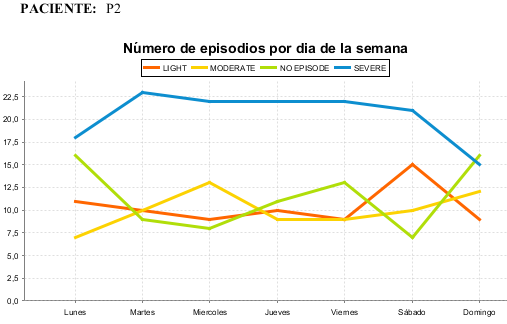 PACIENTE: P2
Número de episodios por dia de la semana
LIGHT MODERATE NO EPISODE SEVERE
22,5
20,0
17,5
15,0
12,5
10,0
7,5
5,0
2,5
0,0
Lunes Martes Miercoles Jueves Viernes Sábado Domingo